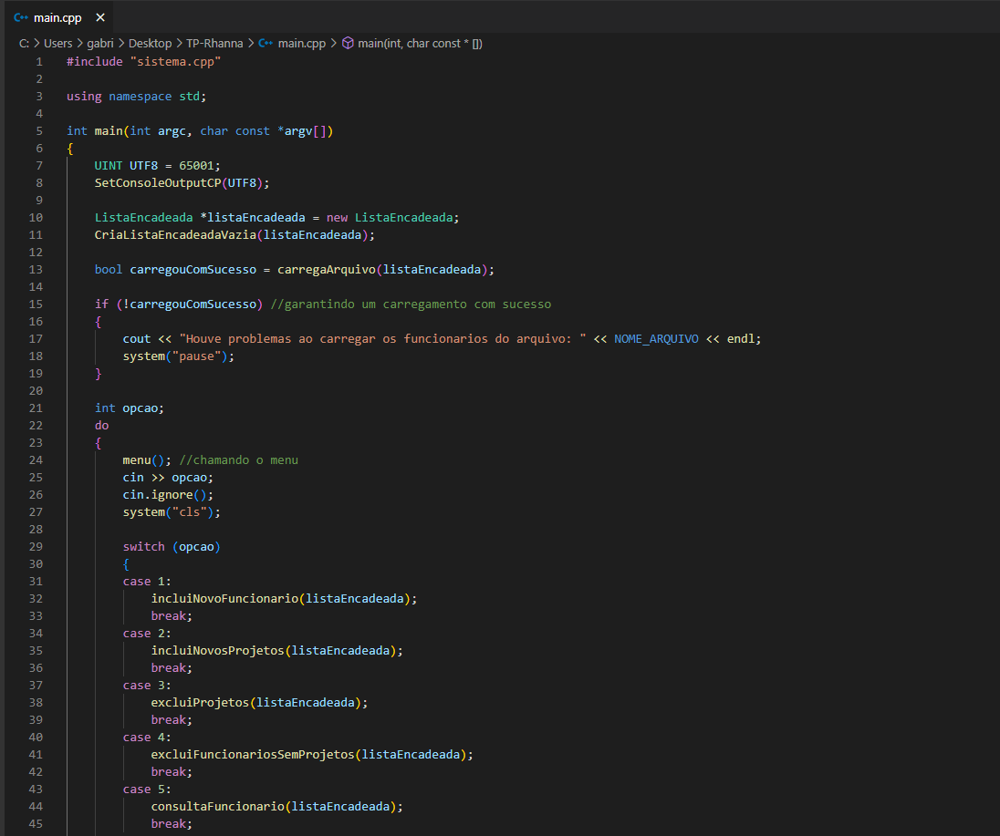 C++ main.cpp ×
C: > Users > gabri > Desktop > TP-Rhanna > C++ main.cpp > main(int, char const * [])
1 #include "sistema.cpp"
2
3 using namespace std;
4
5 int main(int argc, char const *argv[])
6 {
7     UINT UTF8 = 65001;
8     SetConsoleOutputCP(UTF8);
9
10     ListaEncadeada *listaEncadeada = new ListaEncadeada;
11     CriaListaEncadeadaVazia(listaEncadeada);
12
13     bool carregouComSucesso = carregaArquivo(listaEncadeada);
14
15     if (!carregouComSucesso) //garantindo um carregamento com sucesso
16     {
17         cout << "Houve problemas ao carregar os funcionarios do arquivo: " << NOME_ARQUIVO << endl;
18         system("pause");
19     }
20
21     int opcao;
22     do
23     {
24         menu(); //chamando o menu
25         cin >> opcao;
26         cin.ignore();
27         system("cls");
28
29         switch (opcao)
30         {
31         case 1:
32             incluiNovoFuncionario(listaEncadeada);
33             break;
34         case 2:
35             incluiNovosProjetos(listaEncadeada);
36             break;
37         case 3:
38             excluiProjetos(listaEncadeada);
39             break;
40         case 4:
41             excluiFuncionariosSemProjetos(listaEncadeada);
42             break;
43         case 5:
44             consultaFuncionario(listaEncadeada);
45             break;